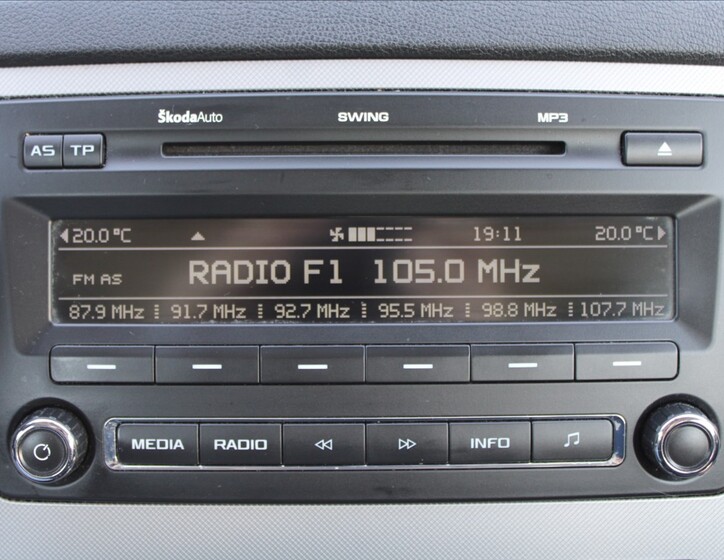 ŠkodaAuto SWING MP3
AS TP
20.0 °C 19:11 20.0 °C
FM AS RADIO F1 105.0 MHz
87.9 MHz 91.7 MHz 92.7 MHz 95.5 MHz 98.8 MHz 107.7 MHz
MEDIA RADIO INFO